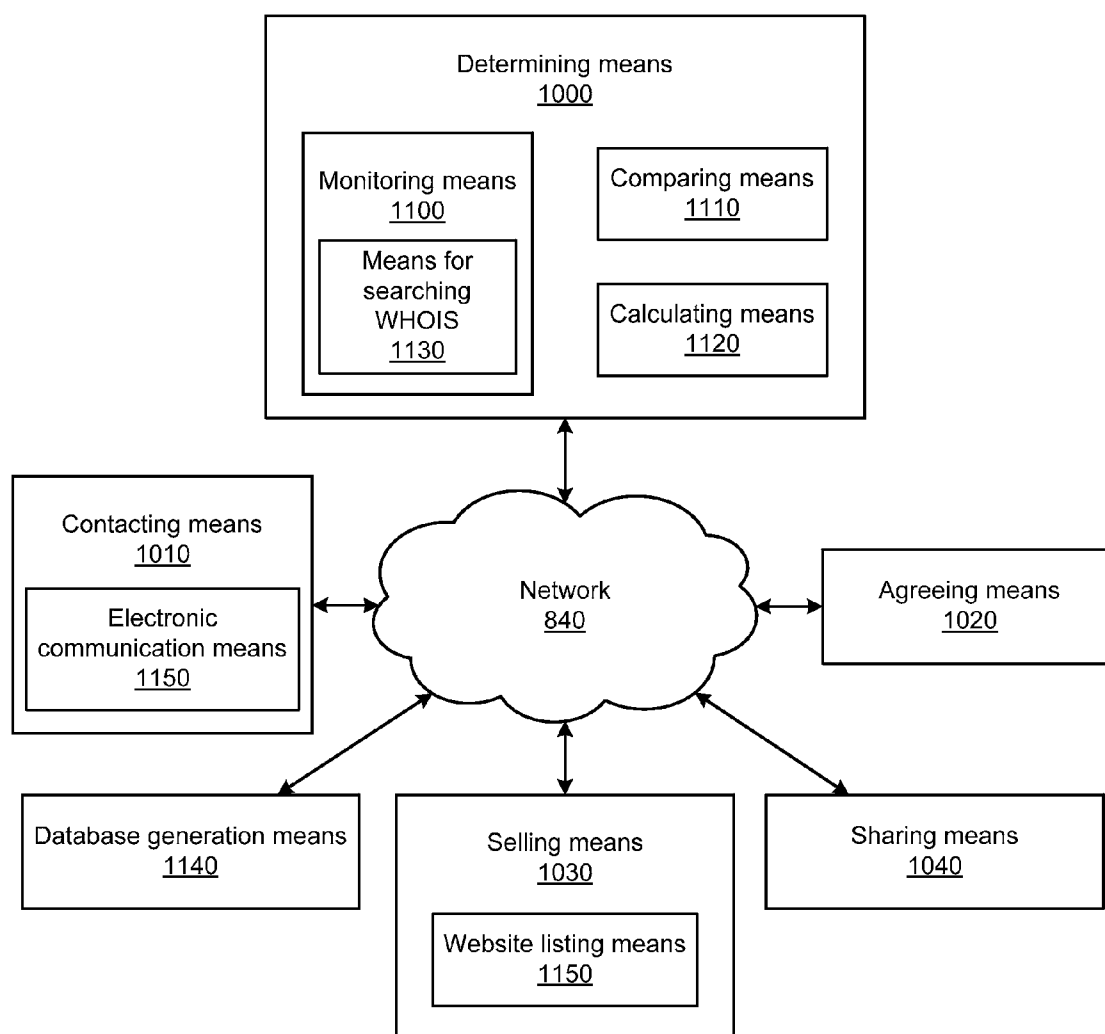 Determining means
1000
Monitoring means
1100
Means for
searching
WHOIS
1130
Comparing means
1110
Calculating means
1120
Contacting means
1010
Electronic
communication means
1150
Network
840
Agreeing means
1020
Database generation means
1140
Selling means
1030
Website listing means
1150
Sharing means
1040